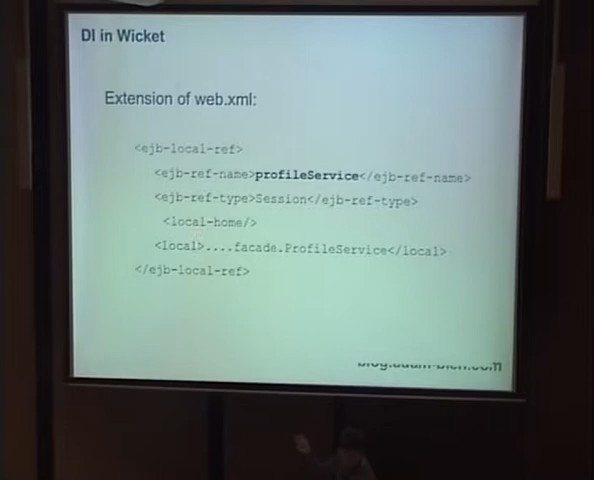 DI in Wicket
Extension of web.xml:
<ejb-local-ref>
<ejb-ref-name>profileService</ejb-ref-name>
<ejb-ref-type>Session</ejb-ref-type>
<local-home/>
<local>....facade.ProfileService</local>
</ejb-local-ref>